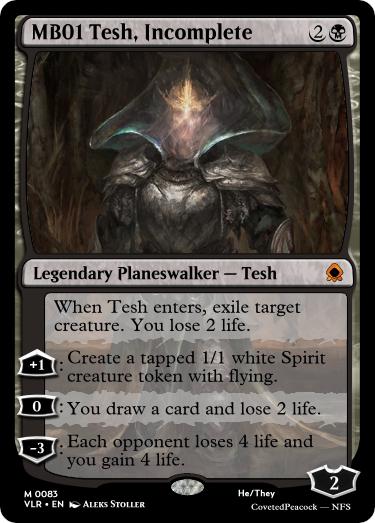 MB01 Tesh, Incomplete 2
Legendary Planeswalker — Tesh
When Tesh enters, exile target
creature. You lose 2 life.
+1: Create a tapped 1/1 white Spirit
creature token with flying.
0: You draw a card and lose 2 life.
-3: Each opponent loses 4 life and
you gain 4 life.
2
M 0083 He/They
VLR • EN Aleks Stoller CovetedPeacock — NFS